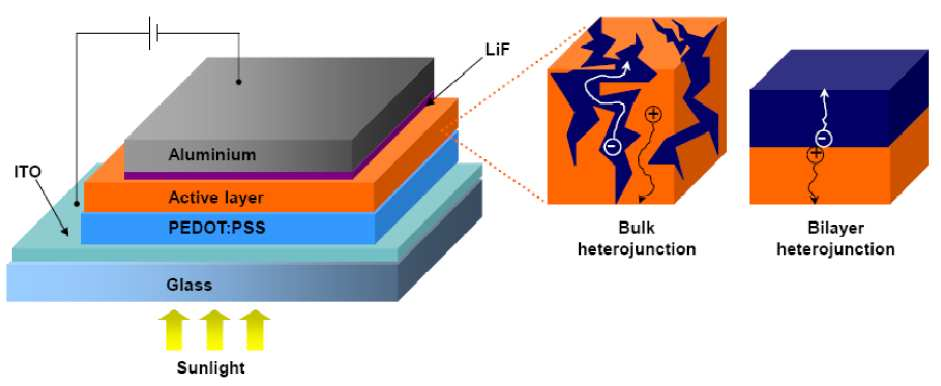 LiF
Aluminium
ITO
Active layer
PEDOT:PSS
Glass
Sunlight
Bulk
heterojunction
Bilayer
heterojunction